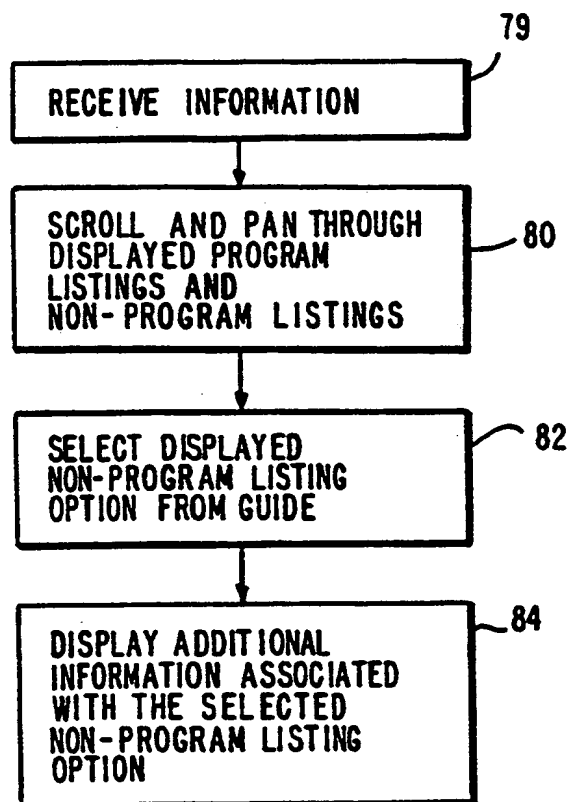 79
RECEIVE INFORMATION
SCROLL AND PAN THROUGH
DISPLAYED PROGRAM
LISTINGS AND
NON-PROGRAM LISTINGS
80
SELECT DISPLAYED
NON-PROGRAM LISTING
OPTION FROM GUIDE
82
DISPLAY ADDITIONAL
INFORMATION ASSOCIATED
WITH THE SELECTED
NON-PROGRAM LISTING
OPTION
84